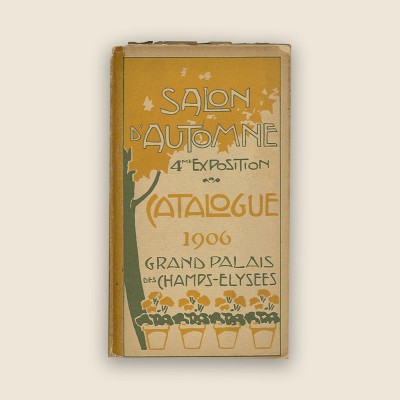 SALON
D'AUTOMNE
4ME EXPOSITION
CATALOGUE
1906
GRAND PALAIS
DES CHAMPS-ELYSEES